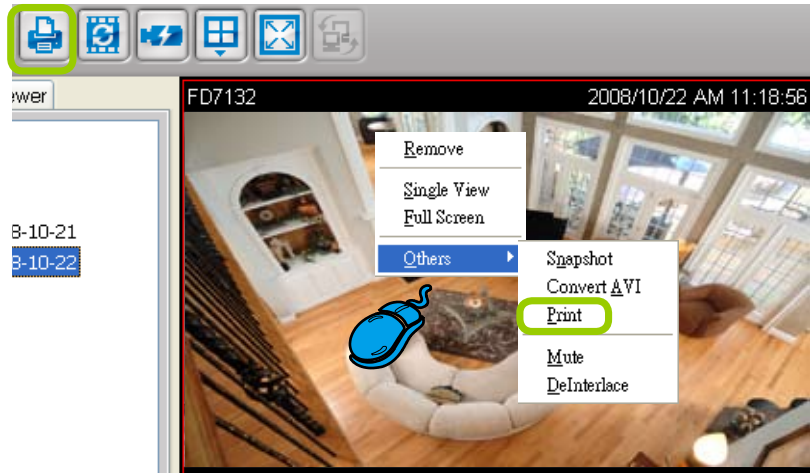 ewer
FD7132 2008/10/22 AM 11:18:56
8-10-21
8-10-22
Remove
Single View
Full Screen
Others
Snapshot
Convert AVI
Print
Mute
DeInterlace